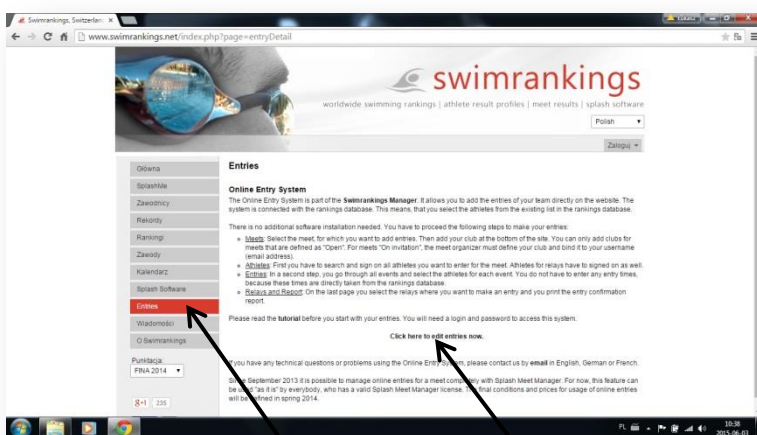 Swimrankings, Switzerlan
www.swimrankings.net/index.php?page=entryDetail
swimrankings
worldwide swimming rankings | athlete result profiles | meet results | splash software
Polish
Zaloguj
Główna
SplashMe
Zawodnicy
Rekordy
Rankingi
Zawody
Kalendarz
Splash Software
Entries
Wiadomości
O Swimrankings
Punktacja:
FINA 2014
g+1 235
Entries
Online Entry System
The Online Entry System is part of the Swimrankings Manager. It allows you to add the entries of your team directly on the website. The
system is connected with the rankings database. This means, that you select the athletes from the existing list in the rankings database.
There is no additional software installation needed. You have to proceed the following steps to make your entries:
Meets: Select the meet, for which you want to add entries. Then add your club at the bottom of the site. You can only add clubs for
meets that are defined as "Open". For meets "On invitation", the meet organizer must define your club and bind it to your username
(email address).
Athletes: First you have to search and sign on all athletes you want to enter for the meet. Athletes for relays have to signed on as well.
Entries: In a second step, you go through all events and select the athletes for each event. You do not have to enter any entry times,
because these times are directly taken from the rankings database.
Relays and Report: On the last page you select the relays where you want to make an entry and you print the entry confirmation
report.
Please read the tutorial before you start with your entries. You will need a login and password to access this system.
Click here to edit entries now.
If you have any technical questions or problems using the Online Entry System, please contact us by email in English, German or French.
Since September 2013 it is possible to manage online entries for a meet completely with Splash Meet Manager. For now, this feature can
be used "as it is" by everybody, who has a valid Splash Meet Manager license. The final conditions and prices for usage of online entries
will be defined in spring 2014.
PL
10:38
2015-06-03